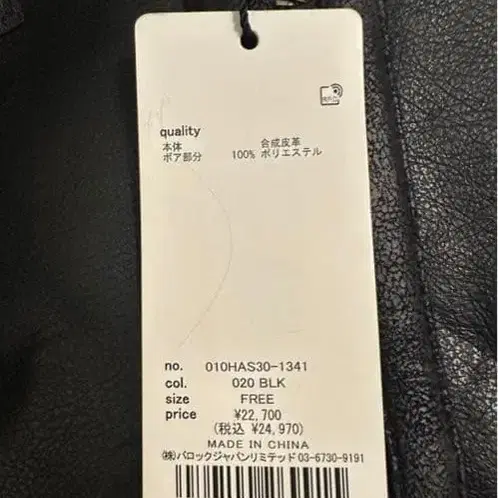 quality
本体 合成皮革
ボア部分 100% ポリエステル
no. 010HAS30-1341
col. 020 BLK
size FREE
price ¥22,700
(税込 ¥24,970)
MADE IN CHINA
㈱バロックジャパンリミテッド 03-6730-9191